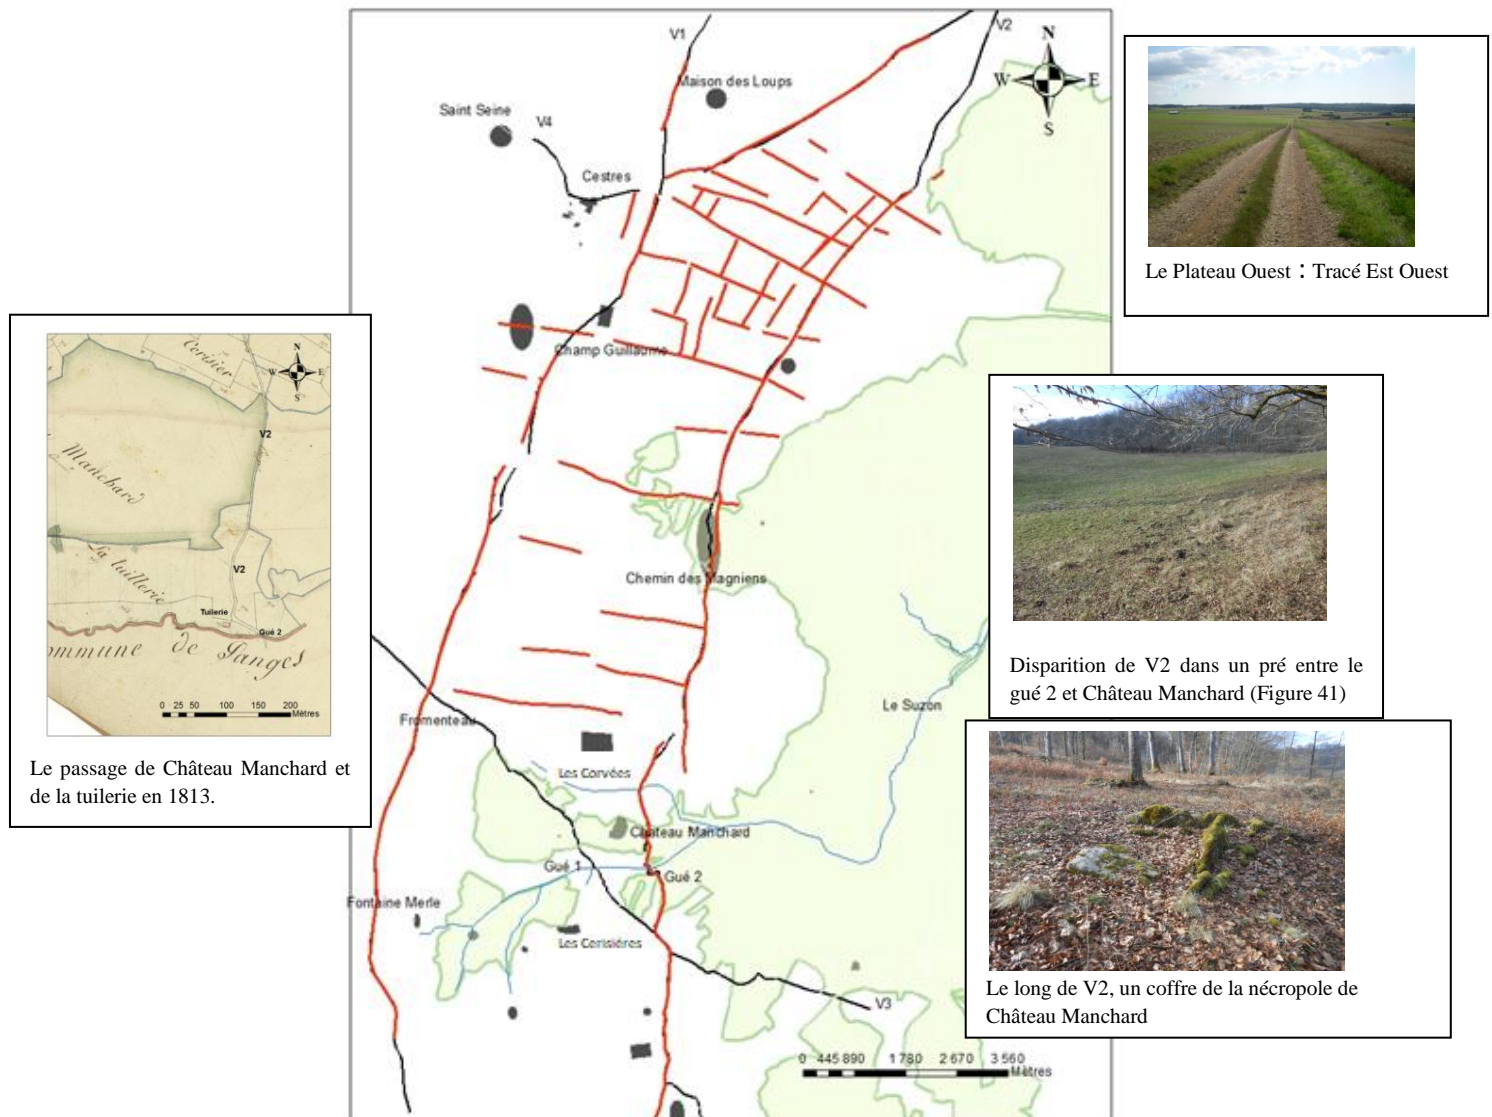 V1
V2
N
W E
S
Maison des Loups
Saint Seine
V4
Cestres
Champ Guillaume
Chemin des Magniens
Le Suzon
Fromenteau
Les Corvées
Château Manchard
Gué 1
Gué 2
Fontaine Merle
Les Cerisières
V3
0 445 890 1 780 2 670 3 560
Mètres
Cerisier
N
W E
S
V2
Manchard
La tuillerie
V2
Tuilerie
Gué 2
ommune de Panges
0 25 50 100 150 200
Mètres
Le passage de Château Manchard et
de la tuilerie en 1813.
Le Plateau Ouest : Tracé Est Ouest
Disparition de V2 dans un pré entre le
gué 2 et Château Manchard (Figure 41)
Le long de V2, un coffre de la nécropole de
Château Manchard